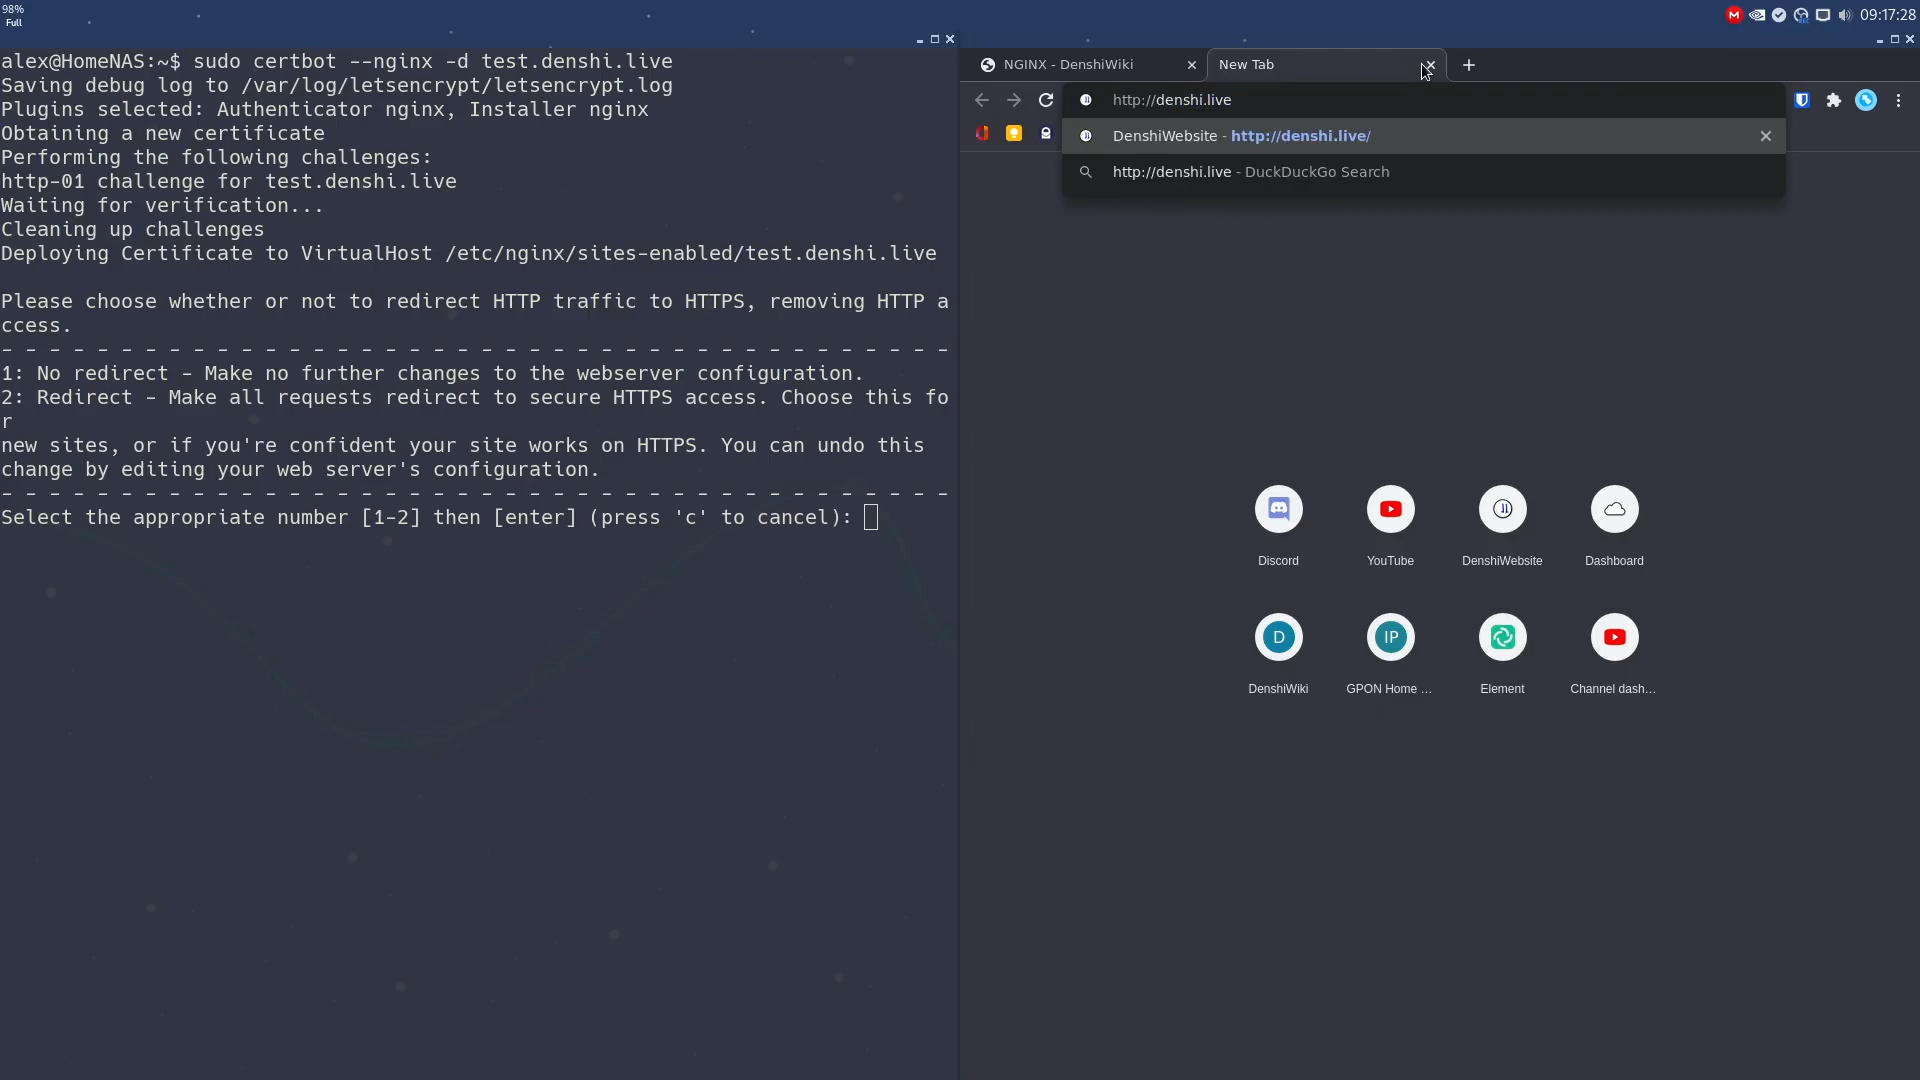 98%
Full
09:17:28
alex@HomeNAS:~$ sudo certbot --nginx -d test.denshi.live
Saving debug log to /var/log/letsencrypt/letsencrypt.log
Plugins selected: Authenticator nginx, Installer nginx
Obtaining a new certificate
Performing the following challenges:
http-01 challenge for test.denshi.live
Waiting for verification...
Cleaning up challenges
Deploying Certificate to VirtualHost /etc/nginx/sites-enabled/test.denshi.live
Please choose whether or not to redirect HTTP traffic to HTTPS, removing HTTP a
ccess.
- - - - - - - - - - - - - - - - - - - - - - - - - - - - - - - - - - - - - - - -
1: No redirect - Make no further changes to the webserver configuration.
2: Redirect - Make all requests redirect to secure HTTPS access. Choose this fo
r
new sites, or if you're confident your site works on HTTPS. You can undo this
change by editing your web server's configuration.
- - - - - - - - - - - - - - - - - - - - - - - - - - - - - - - - - - - - - - - -
Select the appropriate number [1-2] then [enter] (press 'c' to cancel):
NGINX - DenshiWiki
New Tab
http://denshi.live
DenshiWebsite - http://denshi.live/
http://denshi.live - DuckDuckGo Search
Discord
YouTube
DenshiWebsite
Dashboard
D
IP
DenshiWiki
GPON Home ...
Element
Channel dash...